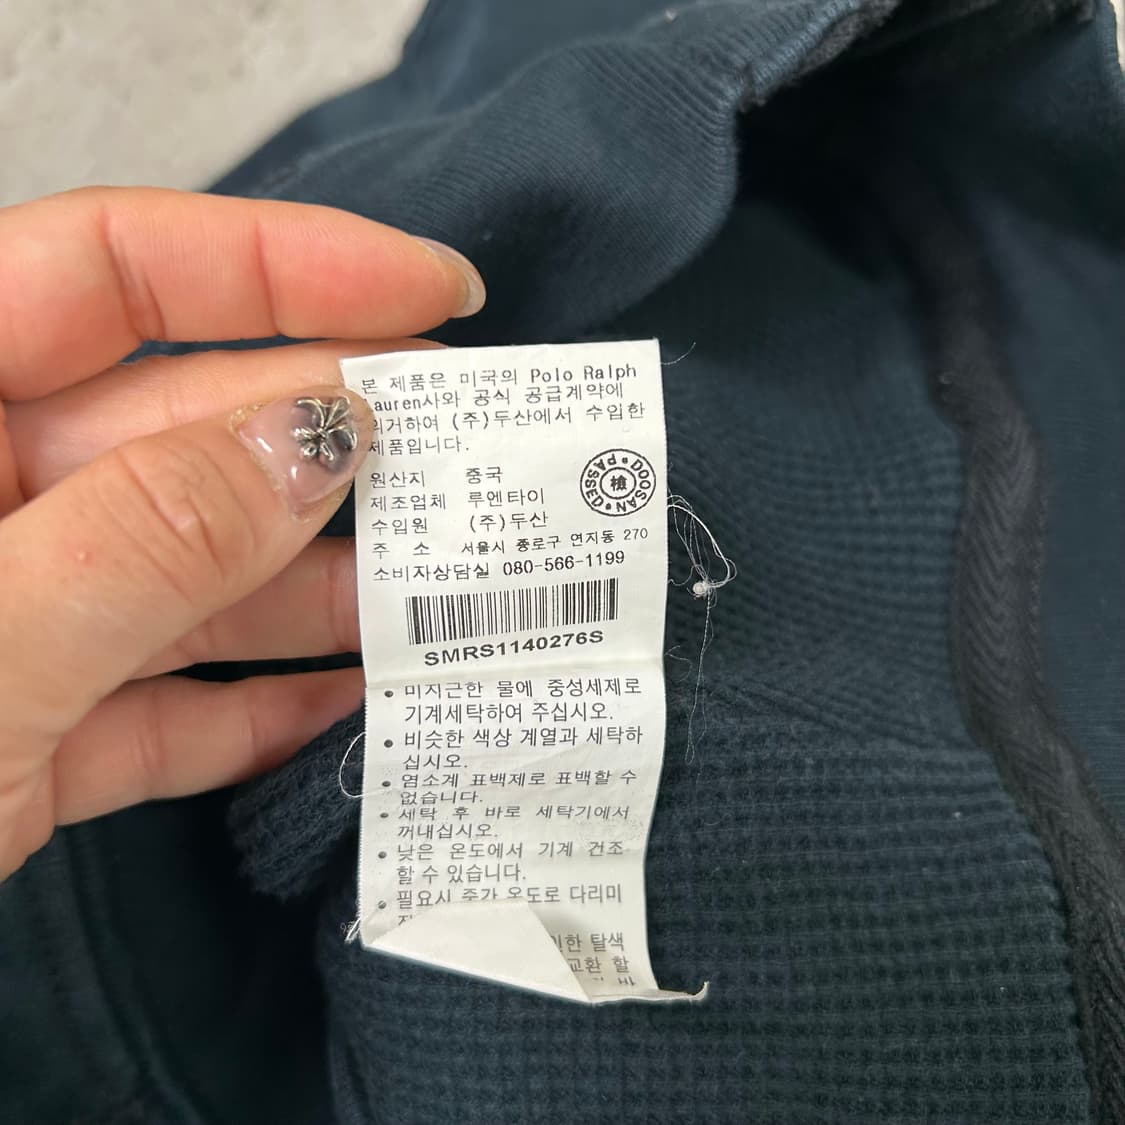 본 제품은 미국의 Polo Ralph
Lauren사와 공식 공급계약에
의거하여 (주)두산에서 수입한
제품입니다.
원산지 중국
제조업체 루엔타이
수입원 (주)두산
주 소 서울시 종로구 연지동 270
소비자상담실 080-566-1199
DOOSAN PASSED
檢
SMRS1140276S
• 미지근한 물에 중성세제로
기계세탁하여 주십시오.
• 비슷한 색상 계열과 세탁하
십시오.
• 염소계 표백제로 표백할 수
없습니다.
• 세탁 후 바로 세탁기에서
꺼내십시오.
• 낮은 온도에서 기계 건조
할 수 있습니다.
• 필요시 중간 온도로 다리미
탈색
교환 할